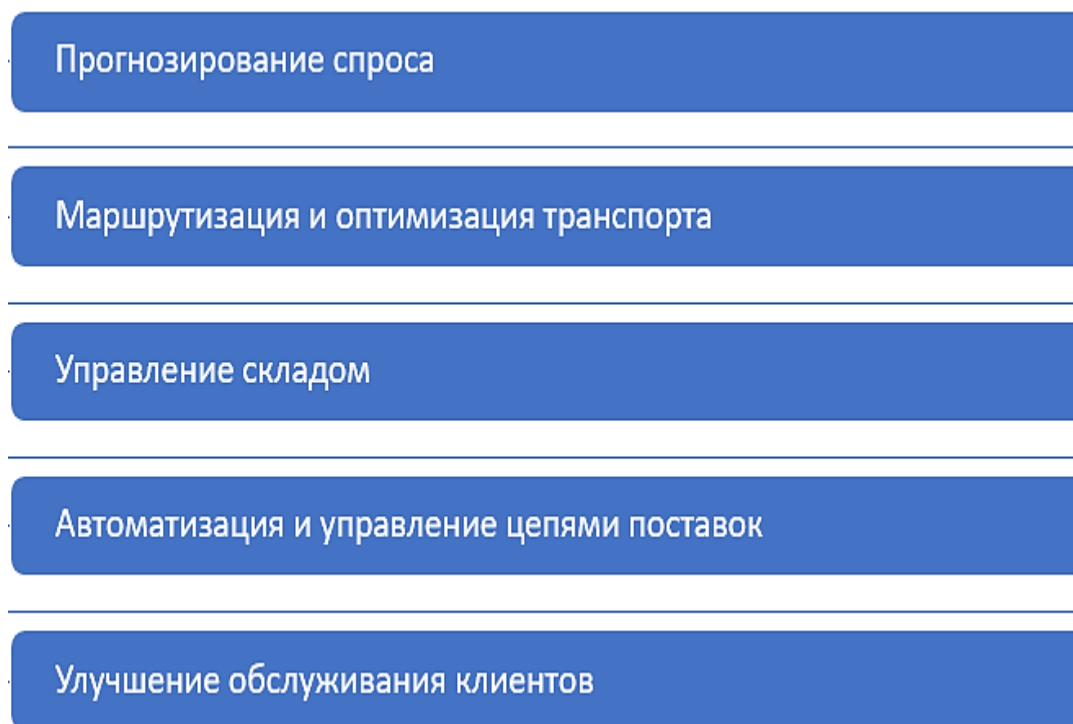 Прогнозирование спроса
Маршрутизация и оптимизация транспорта
Управление складом
Автоматизация и управление цепями поставок
Улучшение обслуживания клиентов